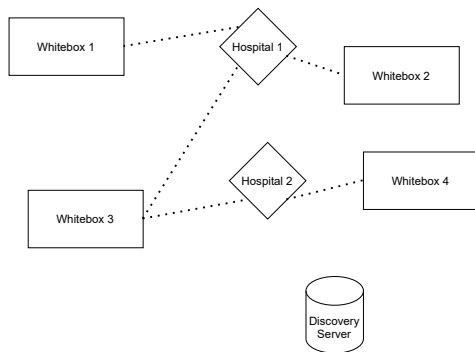 Whitebox 1
Hospital 1
Whitebox 2
Hospital 2
Whitebox 4
Whitebox 3
Discovery
Server